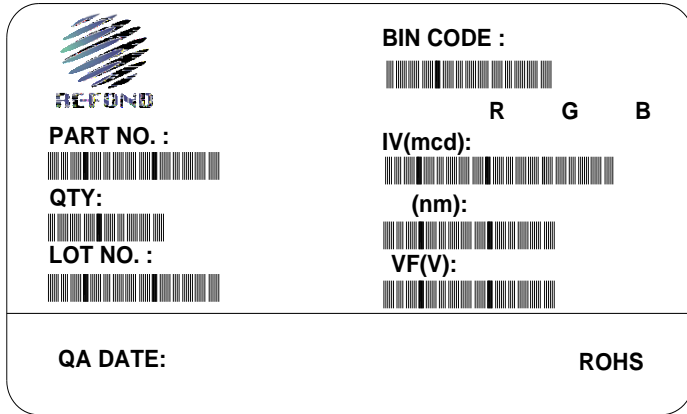 REFOND
BIN CODE :
R G B
PART NO. :
IV(mcd):
QTY:
(nm):
LOT NO. :
VF(V):
QA DATE:
ROHS